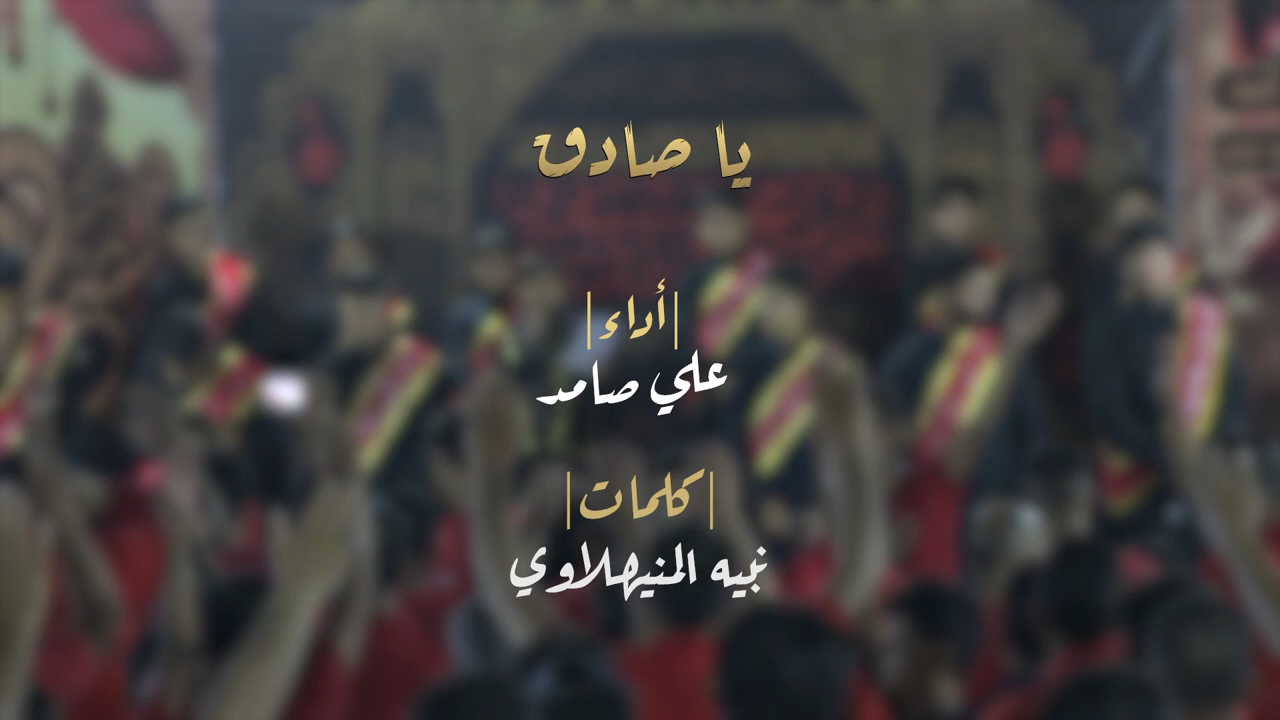 يا صادق
|أداء|
علي صامد
|كلمات|
نبيه المنيهلاوي